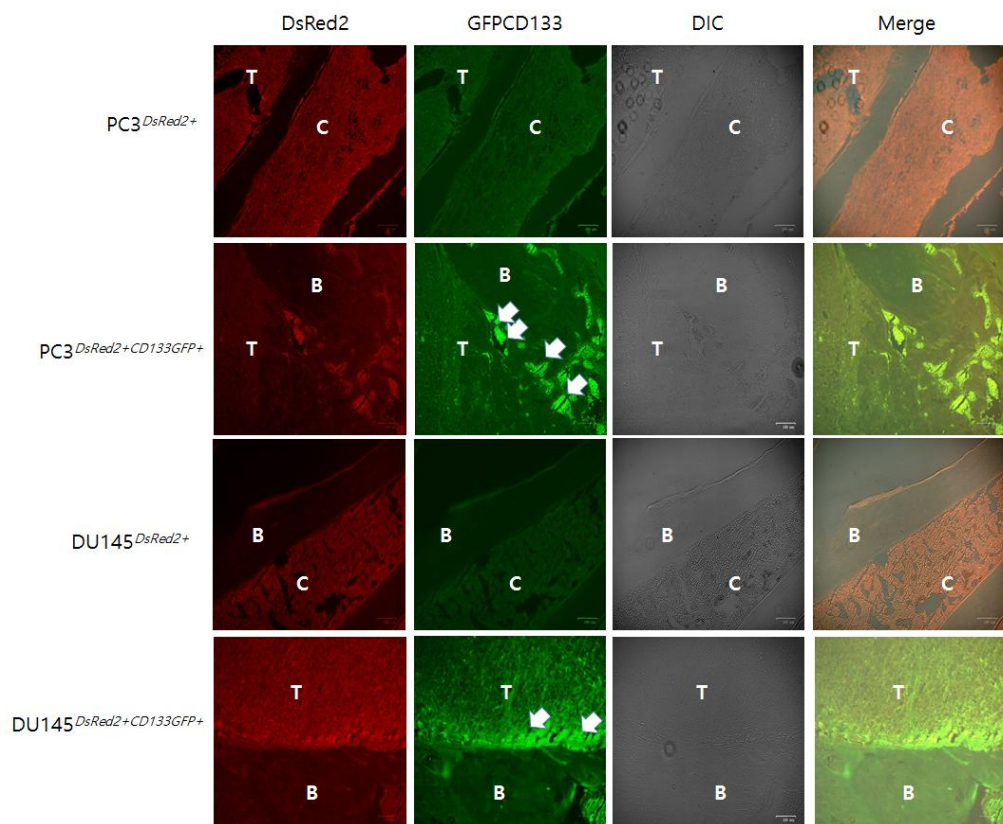 DsRed2 GFPCD133 DIC Merge
PC3DsRed2+ T C T C T C T C
PC3DsRed2+CD133GFP+ B T B T B T B T
DU145DsRed2+ B C B C B C B C
DU145DsRed2+CD133GFP+ T B T B T B T B